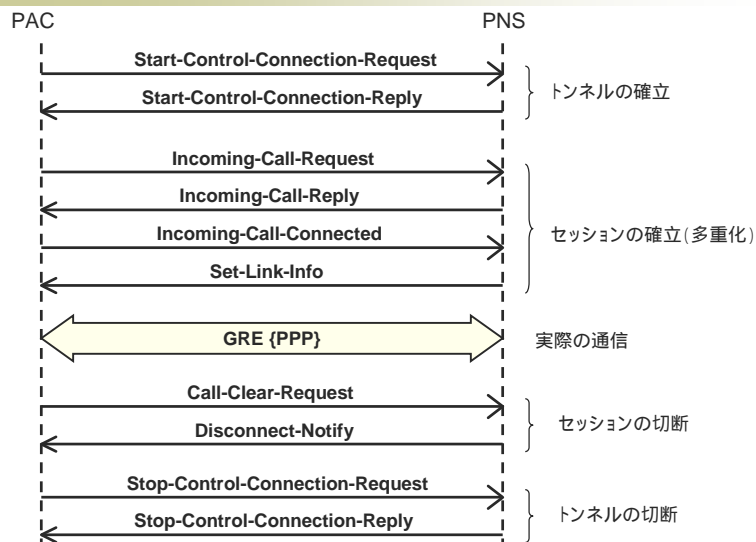 PAC
PNS
Start-Control-Connection-Request
Start-Control-Connection-Reply
トンネルの確立
Incoming-Call-Request
Incoming-Call-Reply
Incoming-Call-Connected
Set-Link-Info
セッションの確立(多重化)
GRE {PPP}
実際の通信
Call-Clear-Request
Disconnect-Notify
セッションの切断
Stop-Control-Connection-Request
Stop-Control-Connection-Reply
トンネルの切断